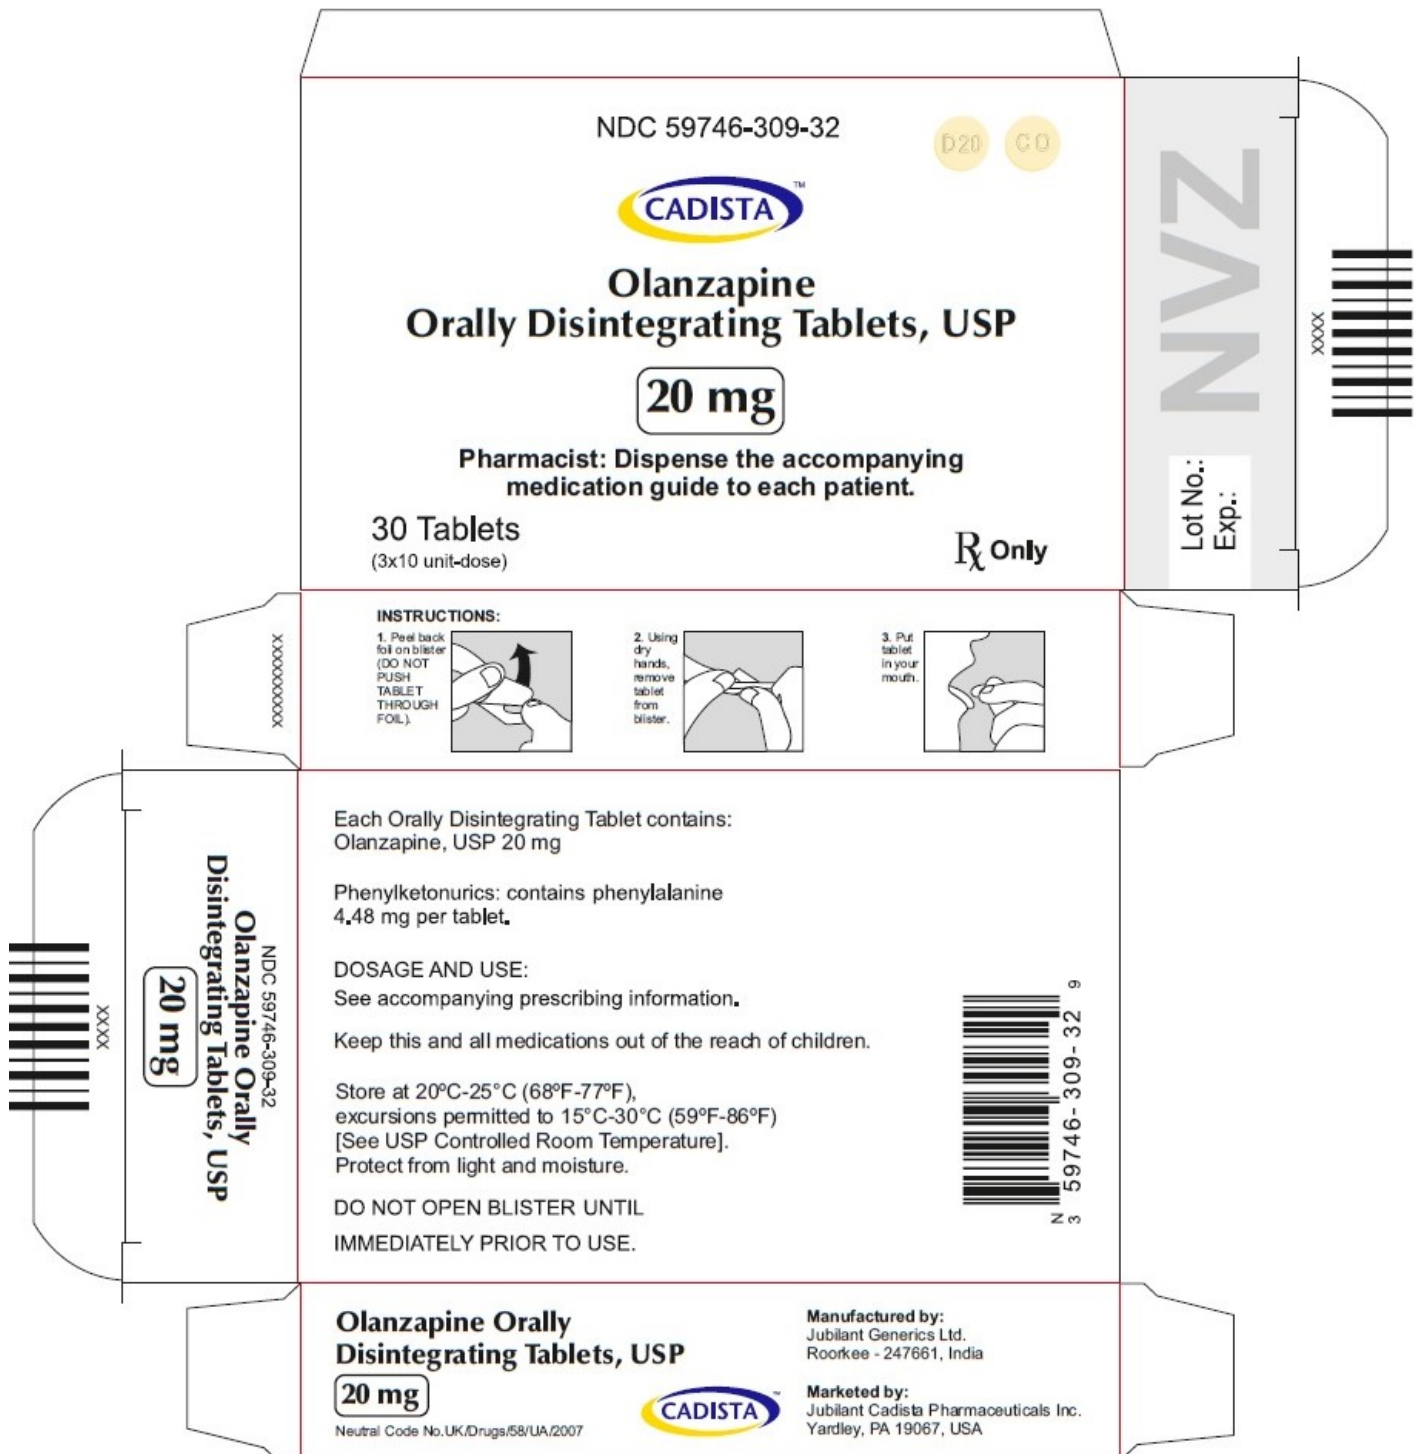 NDC 59746-309-32
D20
CO
CADISTA™
Olanzapine
Orally Disintegrating Tablets, USP
20 mg
Pharmacist: Dispense the accompanying
medication guide to each patient.
30 Tablets
(3x10 unit-dose)
℞ Only
NVZ
Lot No.:
Exp.:
XXXX
INSTRUCTIONS:
1. Peel back
foil on blister
(DO NOT
PUSH
TABLET
THROUGH
FOIL).
2. Using
dry
hands,
remove
tablet
from
blister.
3. Put
tablet
in your
mouth.
XXXXXXXXXX
NDC 59746-309-32
Olanzapine Orally
Disintegrating Tablets, USP
20 mg
XXXX
Each Orally Disintegrating Tablet contains:
Olanzapine, USP 20 mg
Phenylketonurics: contains phenylalanine
4.48 mg per tablet.
DOSAGE AND USE:
See accompanying prescribing information.
Keep this and all medications out of the reach of children.
Store at 20ºC-25°C (68ºF-77ºF),
excursions permitted to 15°C-30°C (59ºF-86ºF)
[See USP Controlled Room Temperature].
Protect from light and moisture.
DO NOT OPEN BLISTER UNTIL
IMMEDIATELY PRIOR TO USE.
N
3 59746-309-32 9
Olanzapine Orally
Disintegrating Tablets, USP
20 mg
Neutral Code No.UK/Drugs/58/UA/2007
CADISTA™
Manufactured by:
Jubilant Generics Ltd.
Roorkee - 247661, India
Marketed by:
Jubilant Cadista Pharmaceuticals Inc.
Yardley, PA 19067, USA